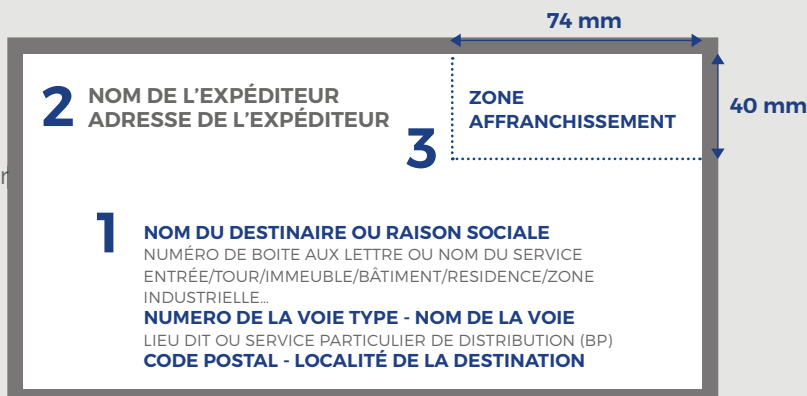 74 mm
2 NOM DE L'EXPÉDITEUR
ADRESSE DE L'EXPÉDITEUR
3
ZONE
AFFRANCHISSEMENT
40 mm
1
NOM DU DESTINAIRE OU RAISON SOCIALE
NUMÉRO DE BOITE AUX LETTRE OU NOM DU SERVICE
ENTRÉE/TOUR/IMMEUBLE/BÂTIMENT/RESIDENCE/ZONE
INDUSTRIELLE...
NUMERO DE LA VOIE TYPE - NOM DE LA VOIE
LIEU DIT OU SERVICE PARTICULIER DE DISTRIBUTION (BP)
CODE POSTAL - LOCALITÉ DE LA DESTINATION